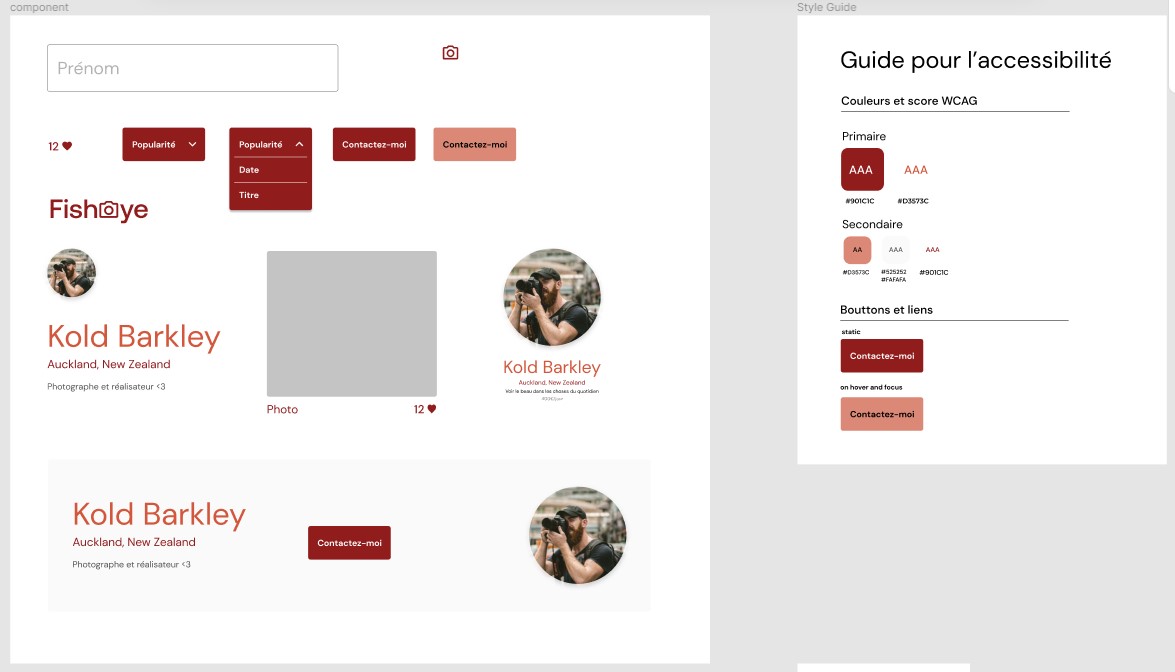 component
Prénom
12
Popularité
Popularité
Date
Titre
Contactez-moi
Contactez-moi
Fisheye
Kold Barkley
Auckland, New Zealand
Photographe et réalisateur <3
Photo
12
Kold Barkley
Auckland, New Zealand
Voir le beau dans les choses du quotidien
Kold Barkley
Auckland, New Zealand
Photographe et réalisateur <3
Contactez-moi
Style Guide
Guide pour l’accessibilité
Couleurs et score WCAG
Primaire
AAA
AAA
#901C1C
#D3573C
Secondaire
AA
AAA
AAA
#D3573C
#525252
#FAFAFA
#901C1C
Bouttons et liens
static
Contactez-moi
on hover and focus
Contactez-moi